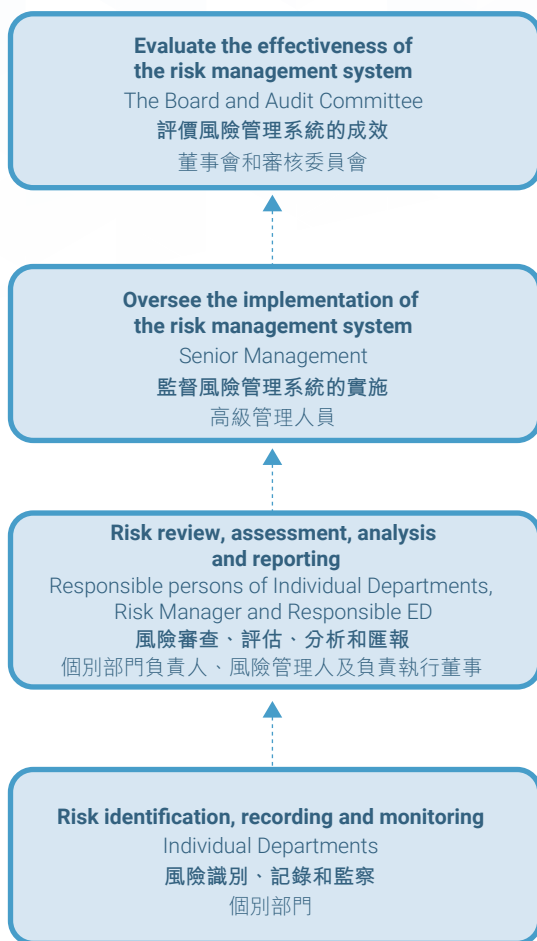 Evaluate the effectiveness of
the risk management system
The Board and Audit Committee
評價風險管理系統的成效
董事會和審核委員會
Oversee the implementation of
the risk management system
Senior Management
監督風險管理系統的實施
高級管理人員
Risk review, assessment, analysis
and reporting
Responsible persons of Individual Departments,
Risk Manager and Responsible ED
風險審查、評估、分析和匯報
個別部門負責人、風險管理人及負責執行董事
Risk identification, recording and monitoring
Individual Departments
風險識別、記錄和監察
個別部門